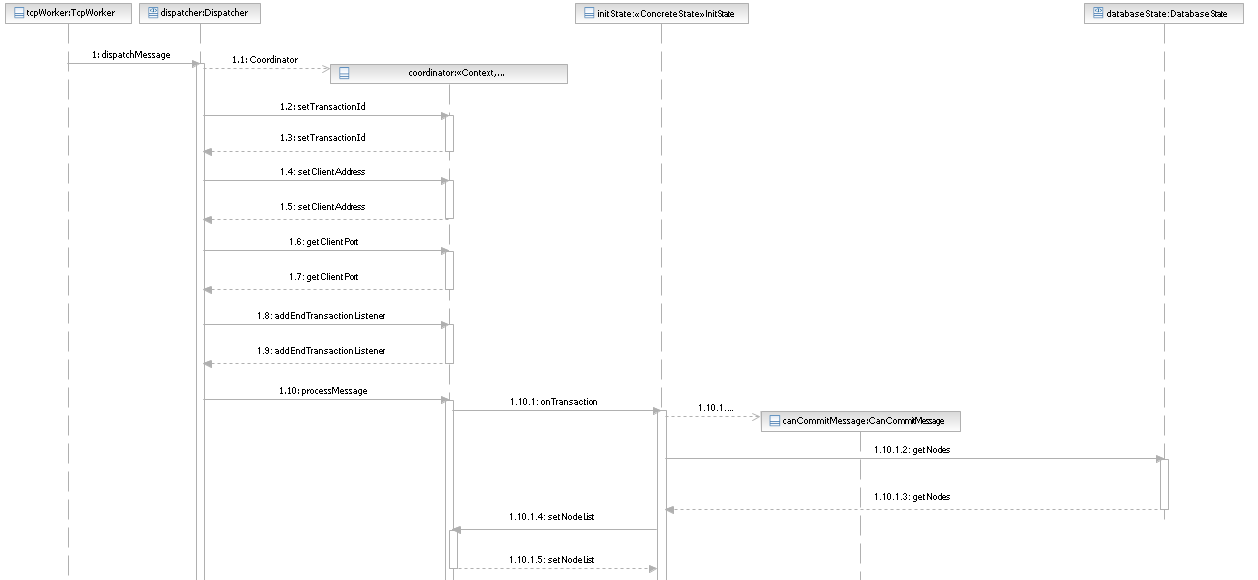 tcpWorker:TcpWorker
dispatcher:Dispatcher
initState:«ConcreteState»InitState
databaseState:DatabaseState
1: dispatchMessage
1.1: Coordinator
coordinator:«Context,...
1.2: setTransactionId
1.3: setTransactionId
1.4: setClientAddress
1.5: setClientAddress
1.6: getClientPort
1.7: getClientPort
1.8: addEndTransactionListener
1.9: addEndTransactionListener
1.10: processMessage
1.10.1: onTransaction
1.10.1....
canCommitMessage:CanCommitMessage
1.10.1.2: getNodes
1.10.1.3: getNodes
1.10.1.4: setNodeList
1.10.1.5: setNodeList